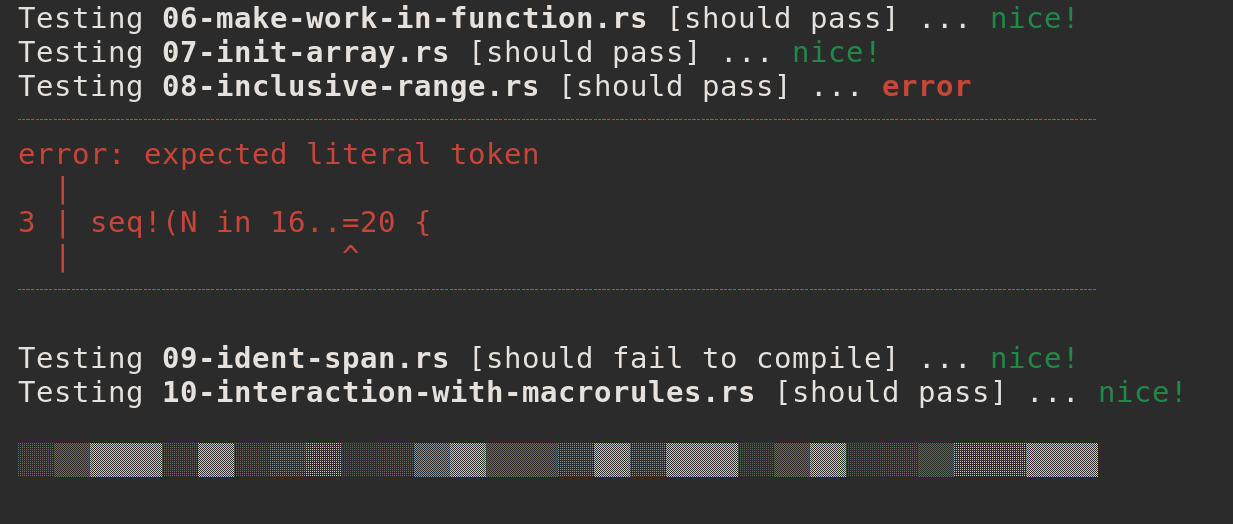 Testing 06-make-work-in-function.rs [should pass] ... nice!
Testing 07-init-array.rs [should pass] ... nice!
Testing 08-inclusive-range.rs [should pass] ... error
error: expected literal token
  |
3 | seq!(N in 16..=20 {
  |               ^
Testing 09-ident-span.rs [should fail to compile] ... nice!
Testing 10-interaction-with-macrorules.rs [should pass] ... nice!